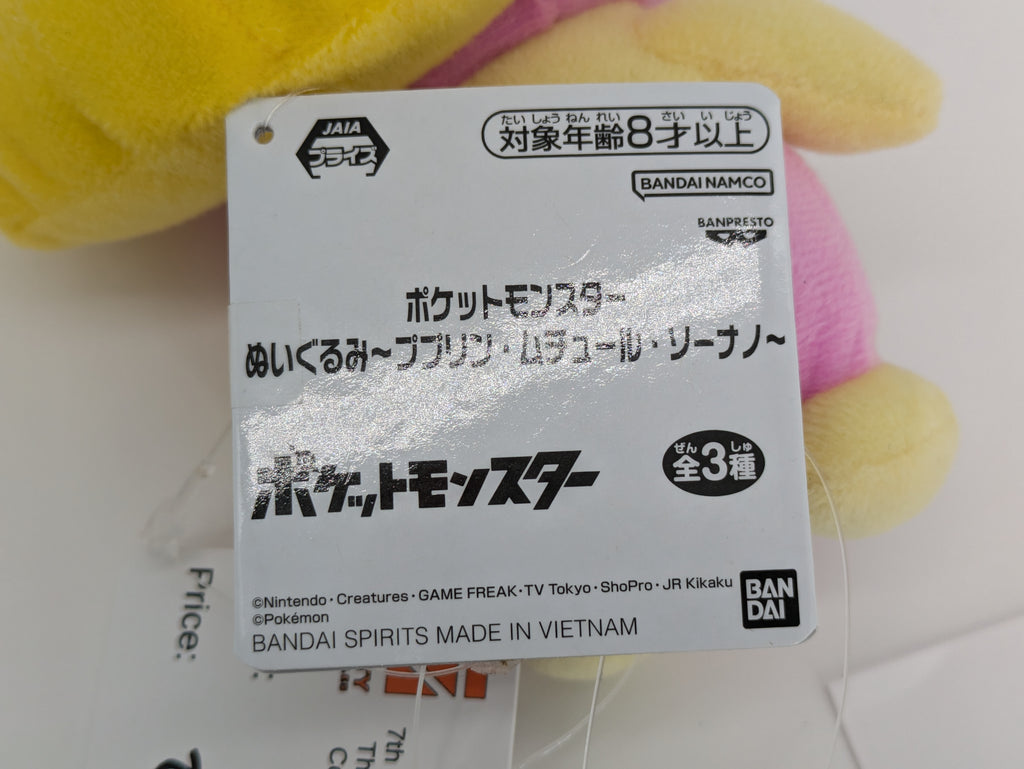 JAIA
プライズ
たいしょうねんれい さい い じょう
対象年齢8才以上
BANDAI NAMCO
BANPRESTO
ポケットモンスター
ぬいぐるみ~ププリン・ムチュール・ソーナノ~
ポケットモンスター
ぜん しゅ
全3種
©Nintendo・Creatures・GAME FREAK・TV Tokyo・ShoPro・JR Kikaku
©Pokémon
BANDAI SPIRITS MADE IN VIETNAM
BAN
DAI
Price:
7th